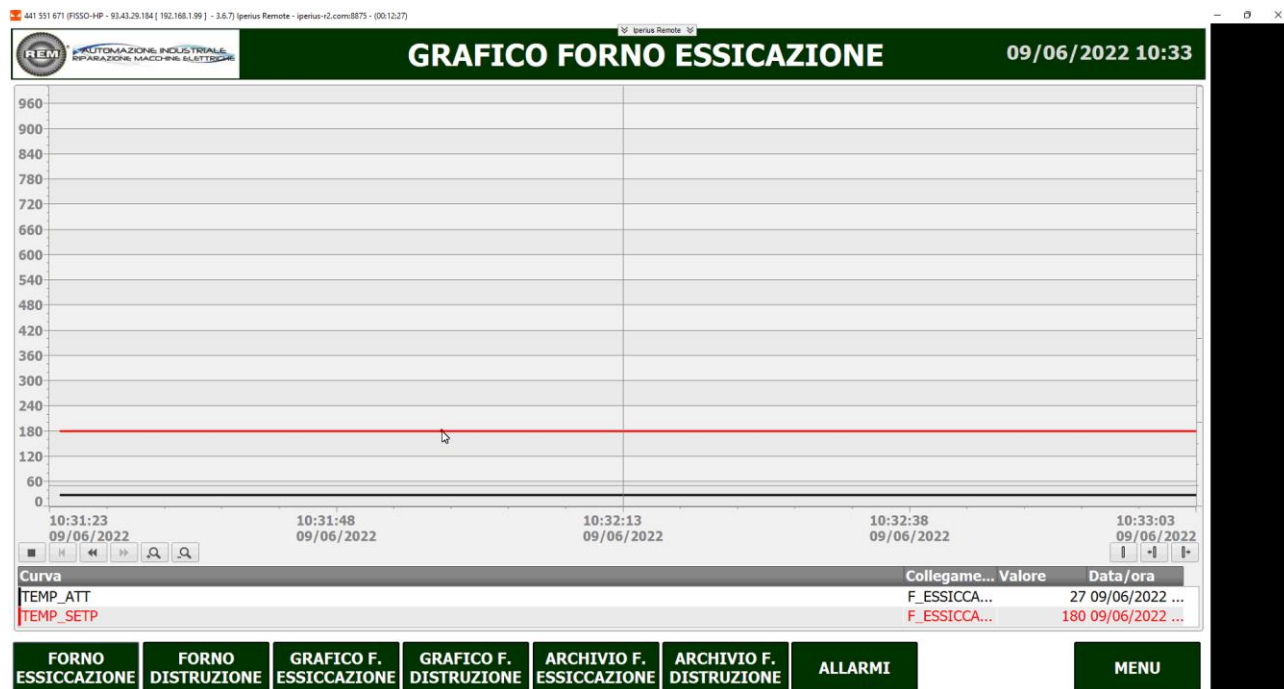 441 551 671 (FISSO-HP - 93.43.29.184 [ 192.168.1.99 ] - 3.6.7) Iperius Remote - iperius-r2.com:8875 - (00:12:27)
Iperius Remote
REM
AUTOMAZIONE INDUSTRIALE
RIPARAZIONE MACCHINE ELETTRICHE
GRAFICO FORNO ESSICAZIONE
09/06/2022 10:33
960
900
840
780
720
660
600
540
480
420
360
300
240
180
120
60
0
10:31:23 10:31:48 10:32:13 10:32:38 10:33:03
09/06/2022 09/06/2022 09/06/2022 09/06/2022 09/06/2022
Curva Collegame... Valore Data/ora
TEMP_ATT F_ESSICCA... 27 09/06/2022 ...
TEMP_SETP F_ESSICCA... 180 09/06/2022 ...
FORNO ESSICCAZIONE
FORNO DISTRUZIONE
GRAFICO F. ESSICCAZIONE
GRAFICO F. DISTRUZIONE
ARCHIVIO F. ESSICCAZIONE
ARCHIVIO F. DISTRUZIONE
ALLARMI
MENU